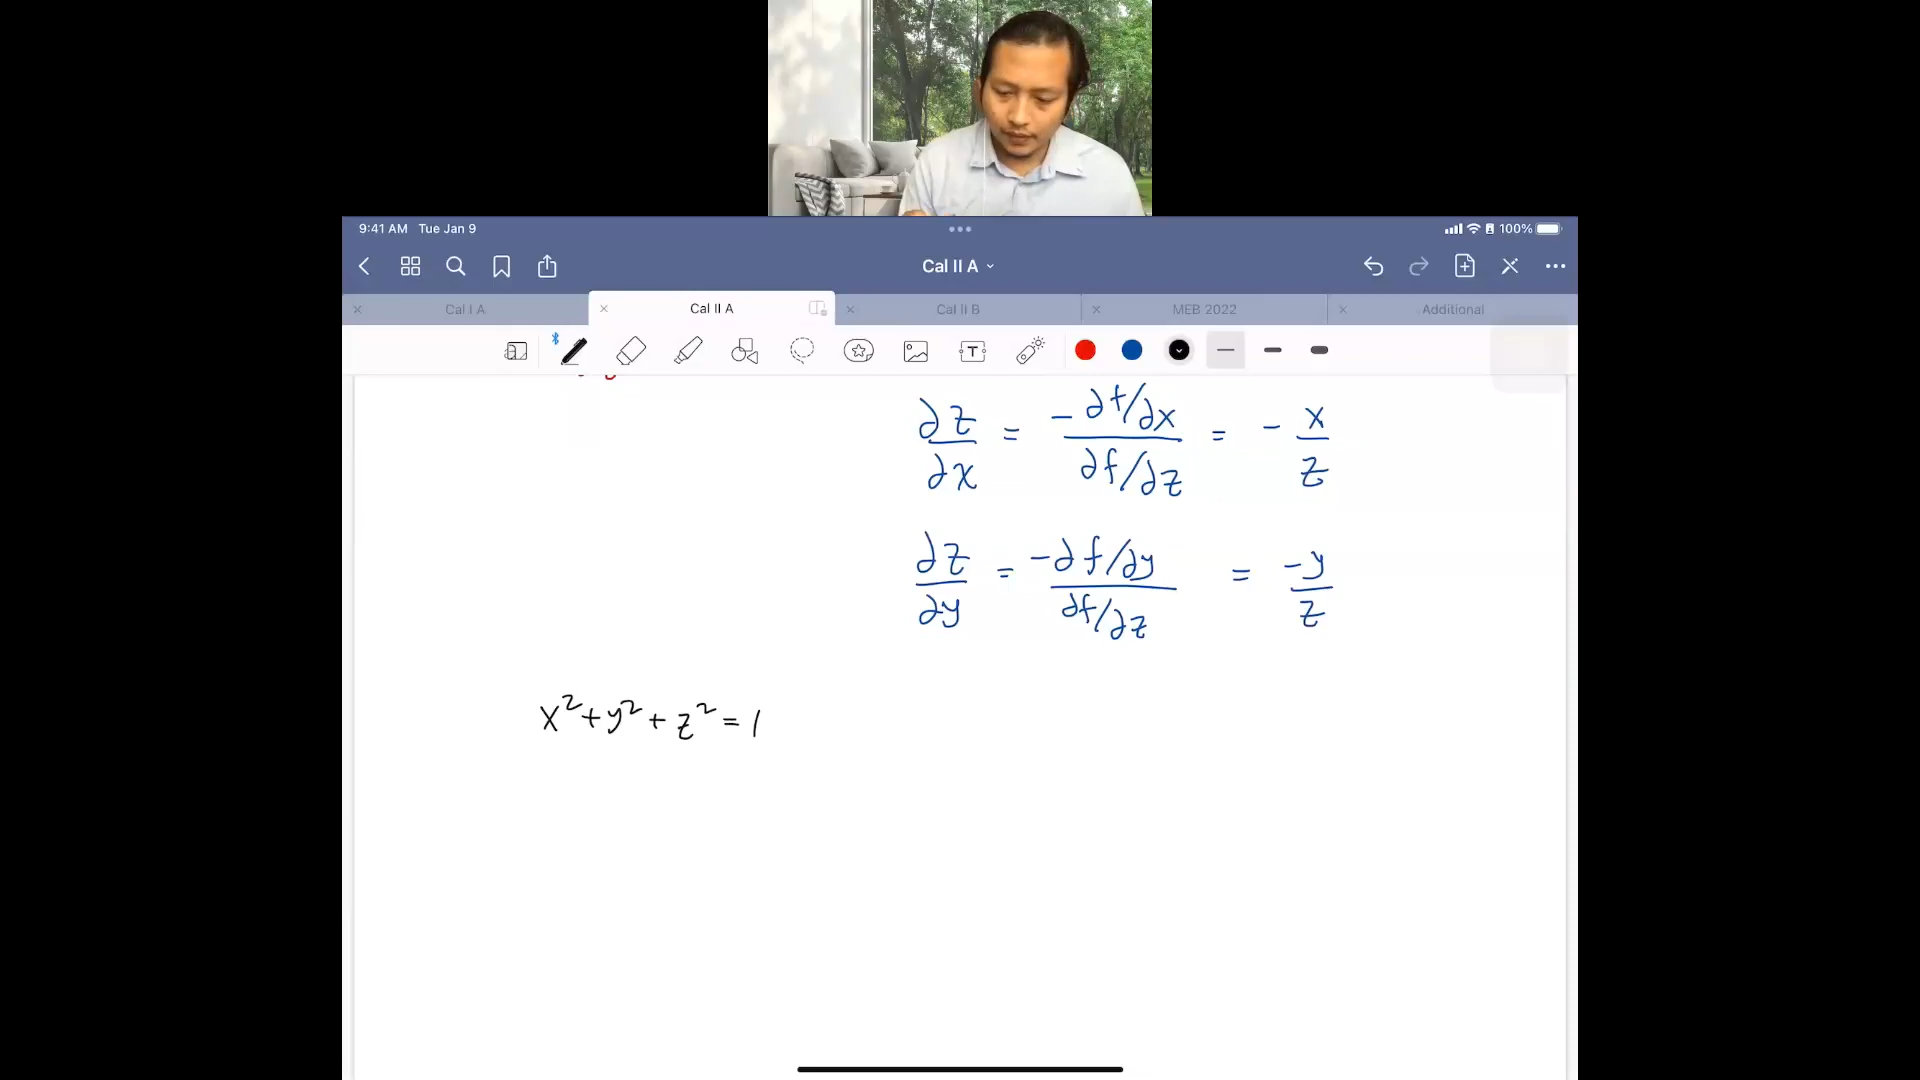 9:41 AM Tue Jan 9
100%
Cal II A
Cal I A
Cal II A
Cal II B
MEB 2022
Additional
T
∂z/∂x = -∂f/∂x / ∂f/∂z = - x/z
∂z/∂y = -∂f/∂y / ∂f/∂z = -y/z
x² + y² + z² = 1